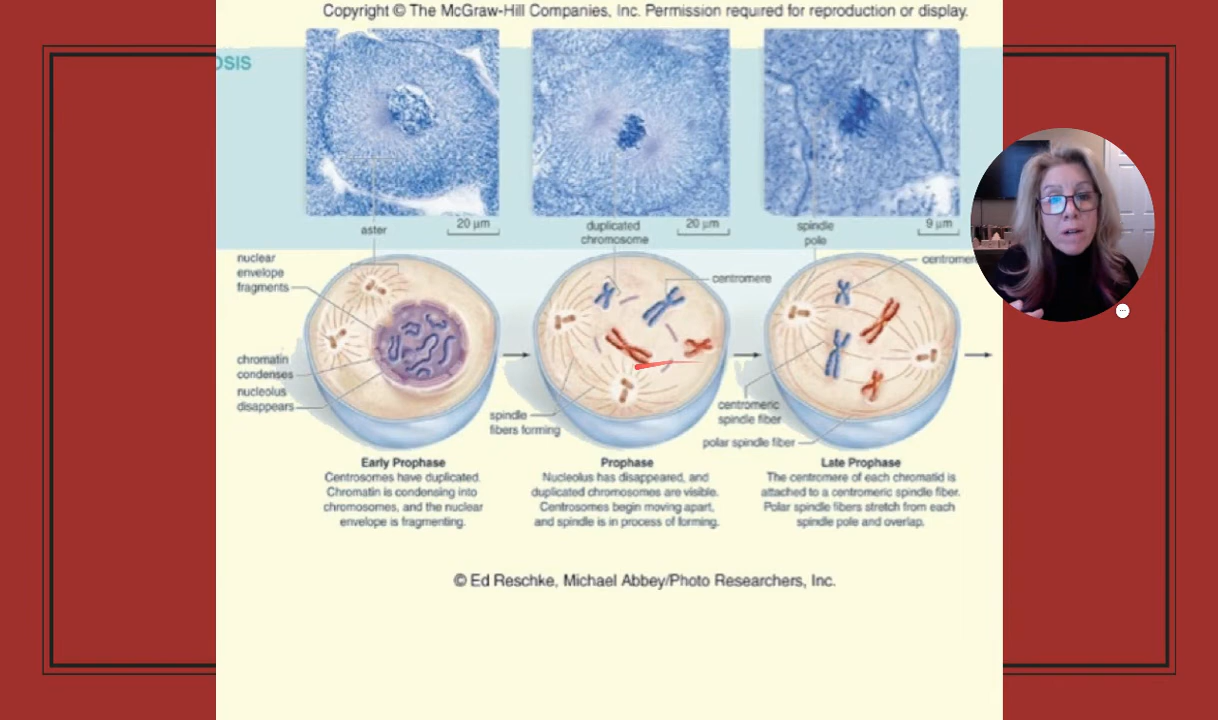 Copyright © The McGraw-Hill Companies, Inc. Permission required for reproduction or display.
OSIS
20 µm
20 µm
9 µm
aster
duplicated
chromosome
spindle
pole
nuclear
envelope
fragments
centromere
chromatin
condenses
nucleolus
disappears
spindle
fibers forming
centromeric
spindle fiber
polar spindle fiber
Early Prophase
Centrosomes have duplicated.
Chromatin is condensing into
chromosomes, and the nuclear
envelope is fragmenting.
Prophase
Nucleolus has disappeared, and
duplicated chromosomes are visible.
Centrosomes begin moving apart,
and spindle is in process of forming.
Late Prophase
The centromere of each chromatid is
attached to a centromeric spindle fiber.
Polar spindle fibers stretch from each
spindle pole and overlap.
© Ed Reschke, Michael Abbey/Photo Researchers, Inc.